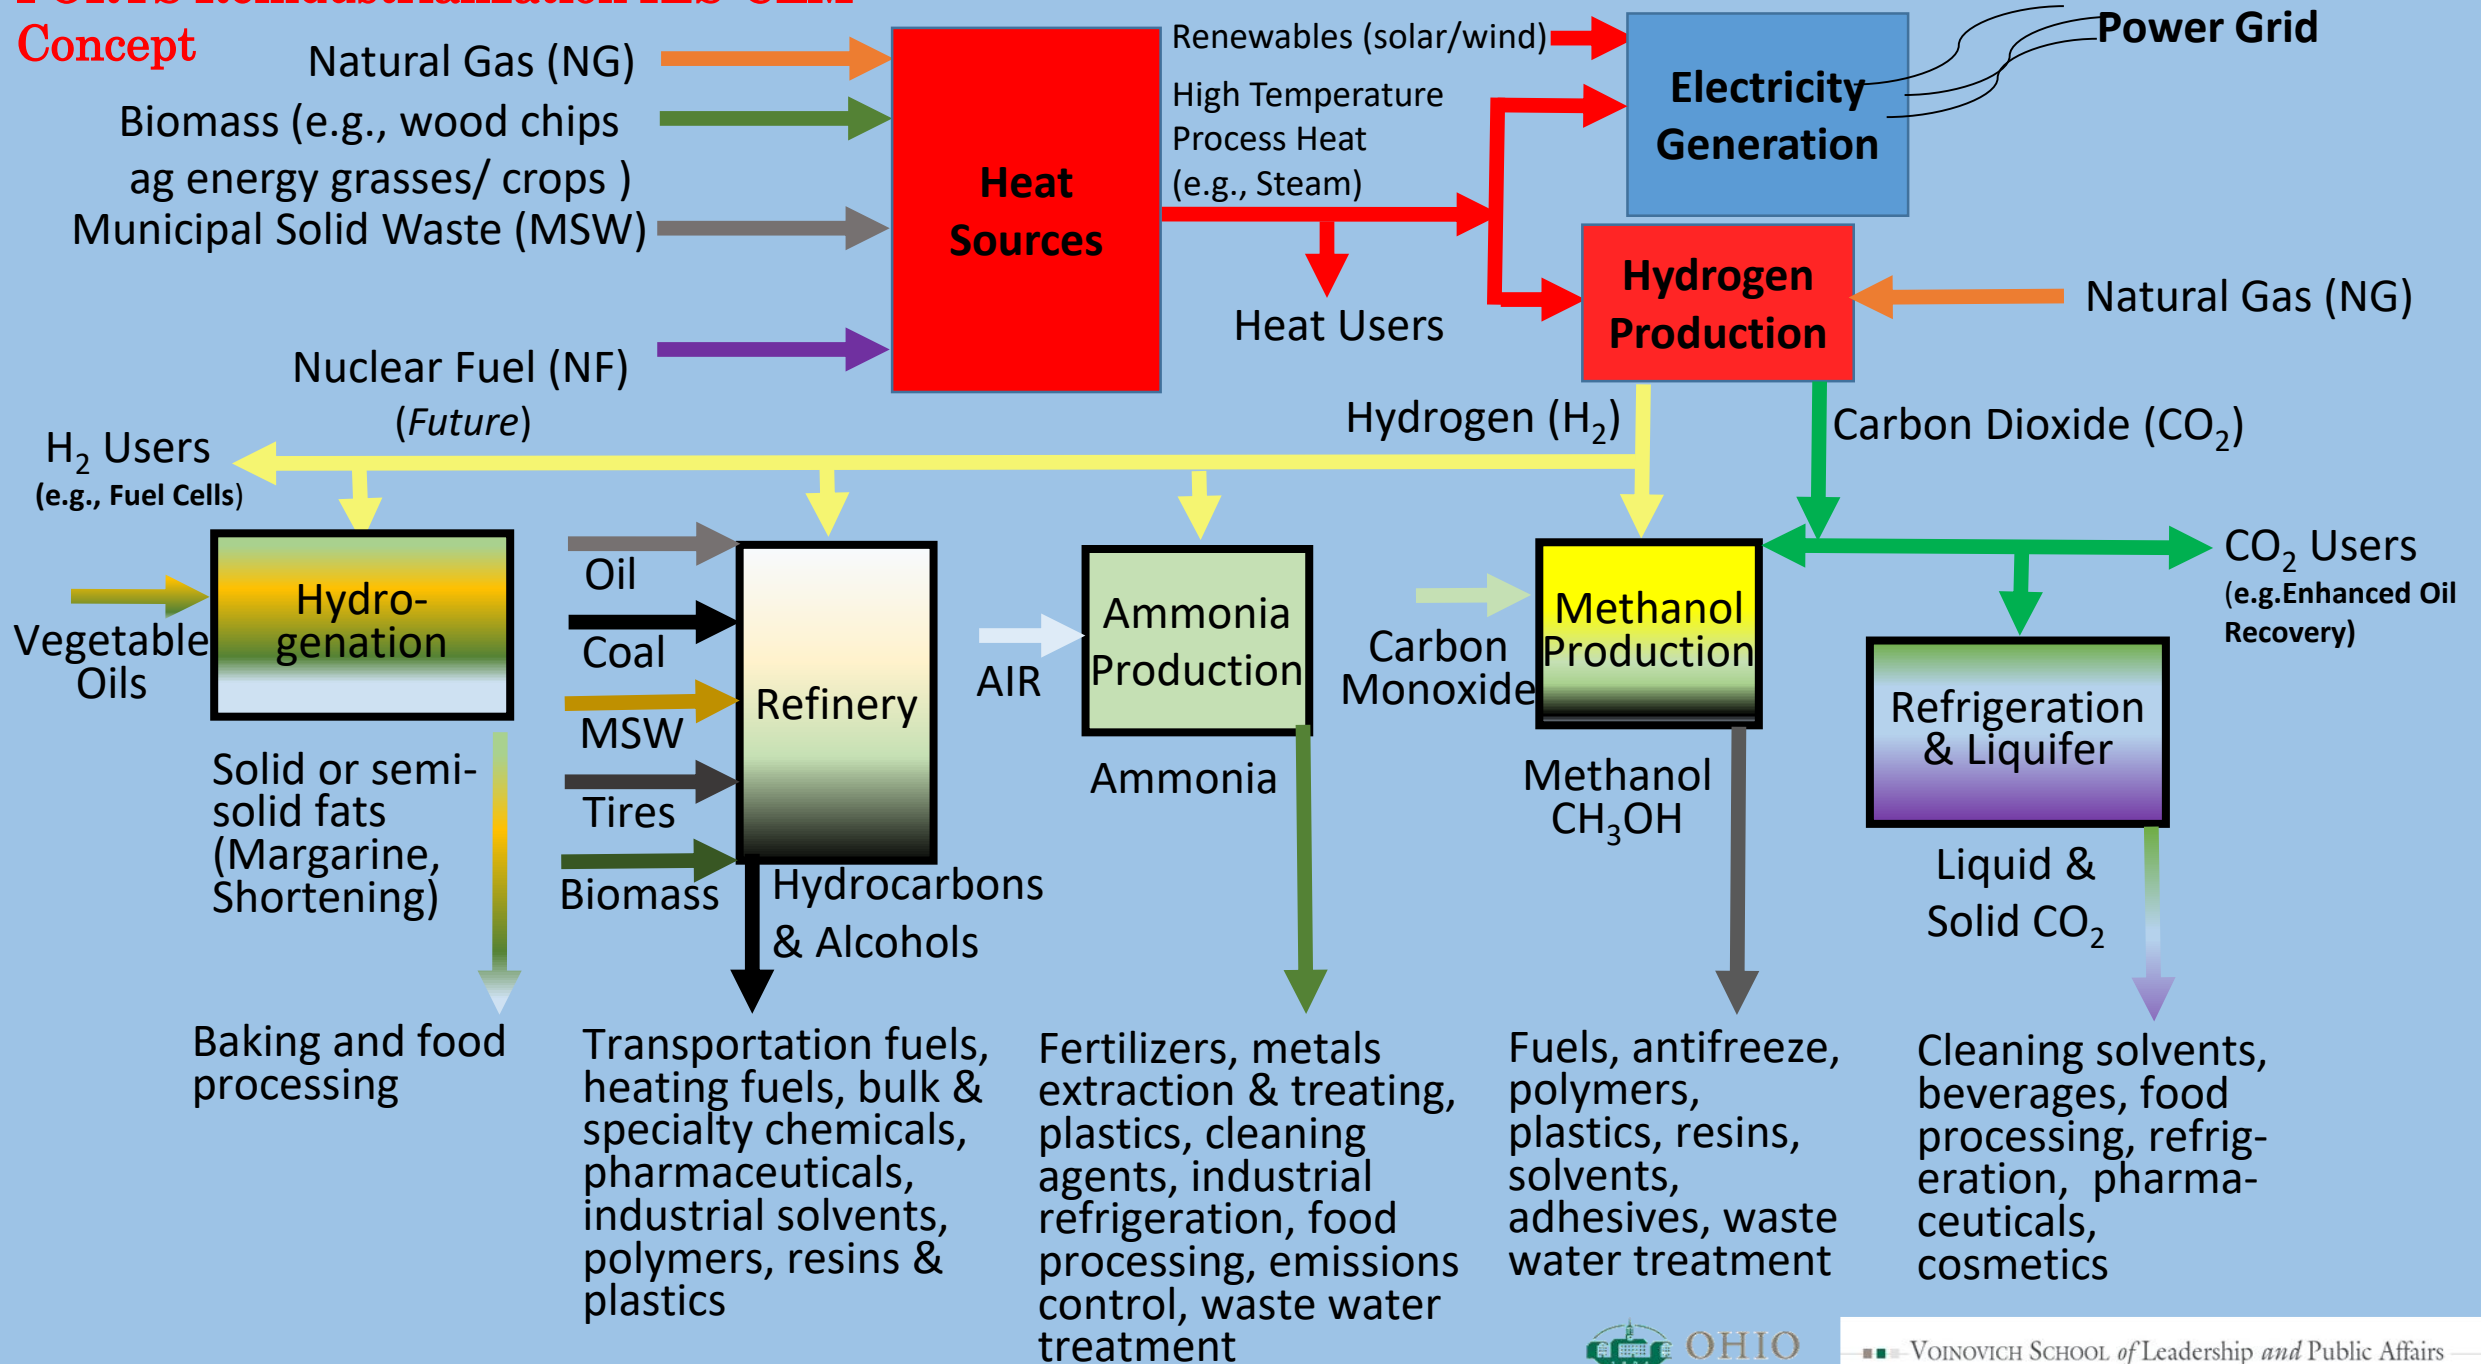 Concept
Natural Gas (NG)
Biomass (e.g., wood chips
ag energy grasses/ crops )
Municipal Solid Waste (MSW)
Nuclear Fuel (NF)
(Future)
Heat
Sources
Renewables (solar/wind)
High Temperature
Process Heat
(e.g., Steam)
Heat Users
Electricity
Generation
Power Grid
Hydrogen
Production
Natural Gas (NG)
Hydrogen (H₂)
Carbon Dioxide (CO₂)
H₂ Users
(e.g., Fuel Cells)
CO₂ Users
(e.g.Enhanced Oil
Recovery)
Vegetable
Oils
Hydro-
genation
Solid or semi-
solid fats
(Margarine,
Shortening)
Baking and food
processing
Oil
Coal
MSW
Tires
Biomass
Refinery
Hydrocarbons
& Alcohols
Transportation fuels,
heating fuels, bulk &
specialty chemicals,
pharmaceuticals,
industrial solvents,
polymers, resins &
plastics
AIR
Ammonia
Production
Ammonia
Fertilizers, metals
extraction & treating,
plastics, cleaning
agents, industrial
refrigeration, food
processing, emissions
control, waste water
treatment
Carbon
Monoxide
Methanol
Production
Methanol
CH₃OH
Fuels, antifreeze,
polymers,
plastics, resins,
solvents,
adhesives, waste
water treatment
Refrigeration
& Liquifer
Liquid &
Solid CO₂
Cleaning solvents,
beverages, food
processing, refrig-
eration, pharma-
ceuticals,
cosmetics
OHIO
VOINOVICH SCHOOL of Leadership and Public Affairs